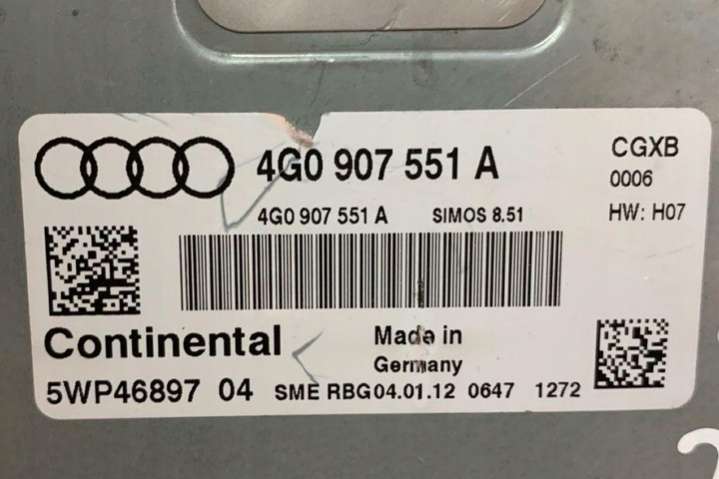 4G0 907 551 A
CGXB
0006
4G0 907 551 A SIMOS 8.51
HW: H07
Continental
Made in
Germany
5WP46897 04 SME RBG04.01.12 0647 1272